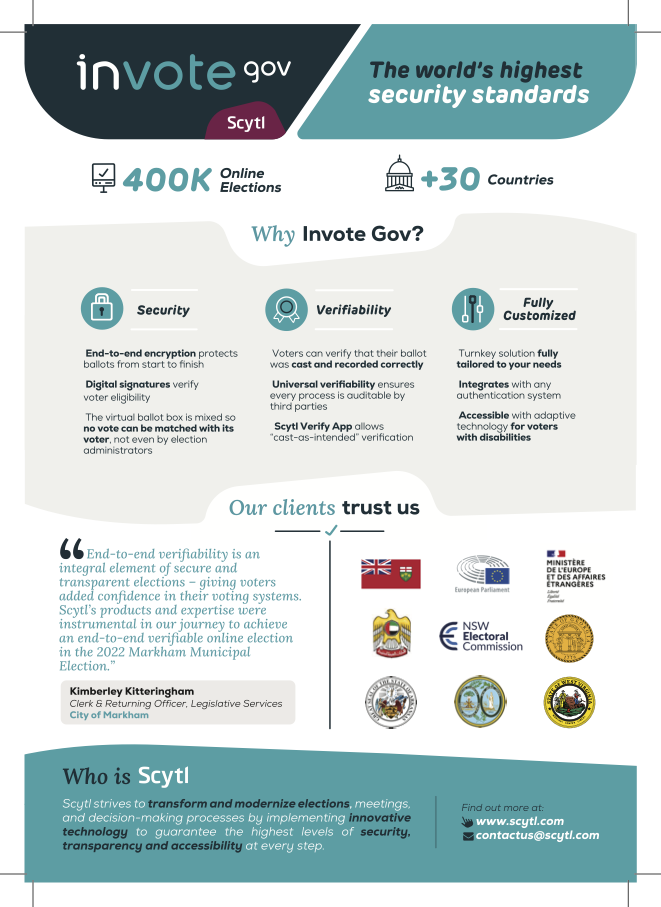 invote gov
Scytl
The world's highest
security standards
400K Online
Elections
+30 Countries
Why Invote Gov?
Security
End-to-end encryption protects
ballots from start to finish
Digital signatures verify
voter eligibility
The virtual ballot box is mixed so
no vote can be matched with its
voter, not even by election
administrators
Verifiability
Voters can verify that their ballot
was cast and recorded correctly
Universal verifiability ensures
every process is auditable by
third parties
Scytl Verify App allows
"cast-as-intended" verification
Fully
Customized
Turnkey solution fully
tailored to your needs
Integrates with any
authentication system
Accessible with adaptive
technology for voters
with disabilities
Our clients trust us
“End-to-end verifiability is an
integral element of secure and
transparent elections – giving voters
added confidence in their voting systems.
Scytl's products and expertise were
instrumental in our journey to achieve
an end-to-end verifiable online election
in the 2022 Markham Municipal
Election.”
Kimberley Kitteringham
Clerk & Returning Officer, Legislative Services
City of Markham
European Parliament
MINISTÈRE
DE L'EUROPE
ET DES AFFAIRES
ÉTRANGÈRES
Liberté
Égalité
Fraternité
NSW
Electoral
Commission
Who is Scytl
Scytl strives to transform and modernize elections, meetings,
and decision-making processes by implementing innovative
technology to guarantee the highest levels of security,
transparency and accessibility at every step.
Find out more at:
www.scytl.com
contactus@scytl.com